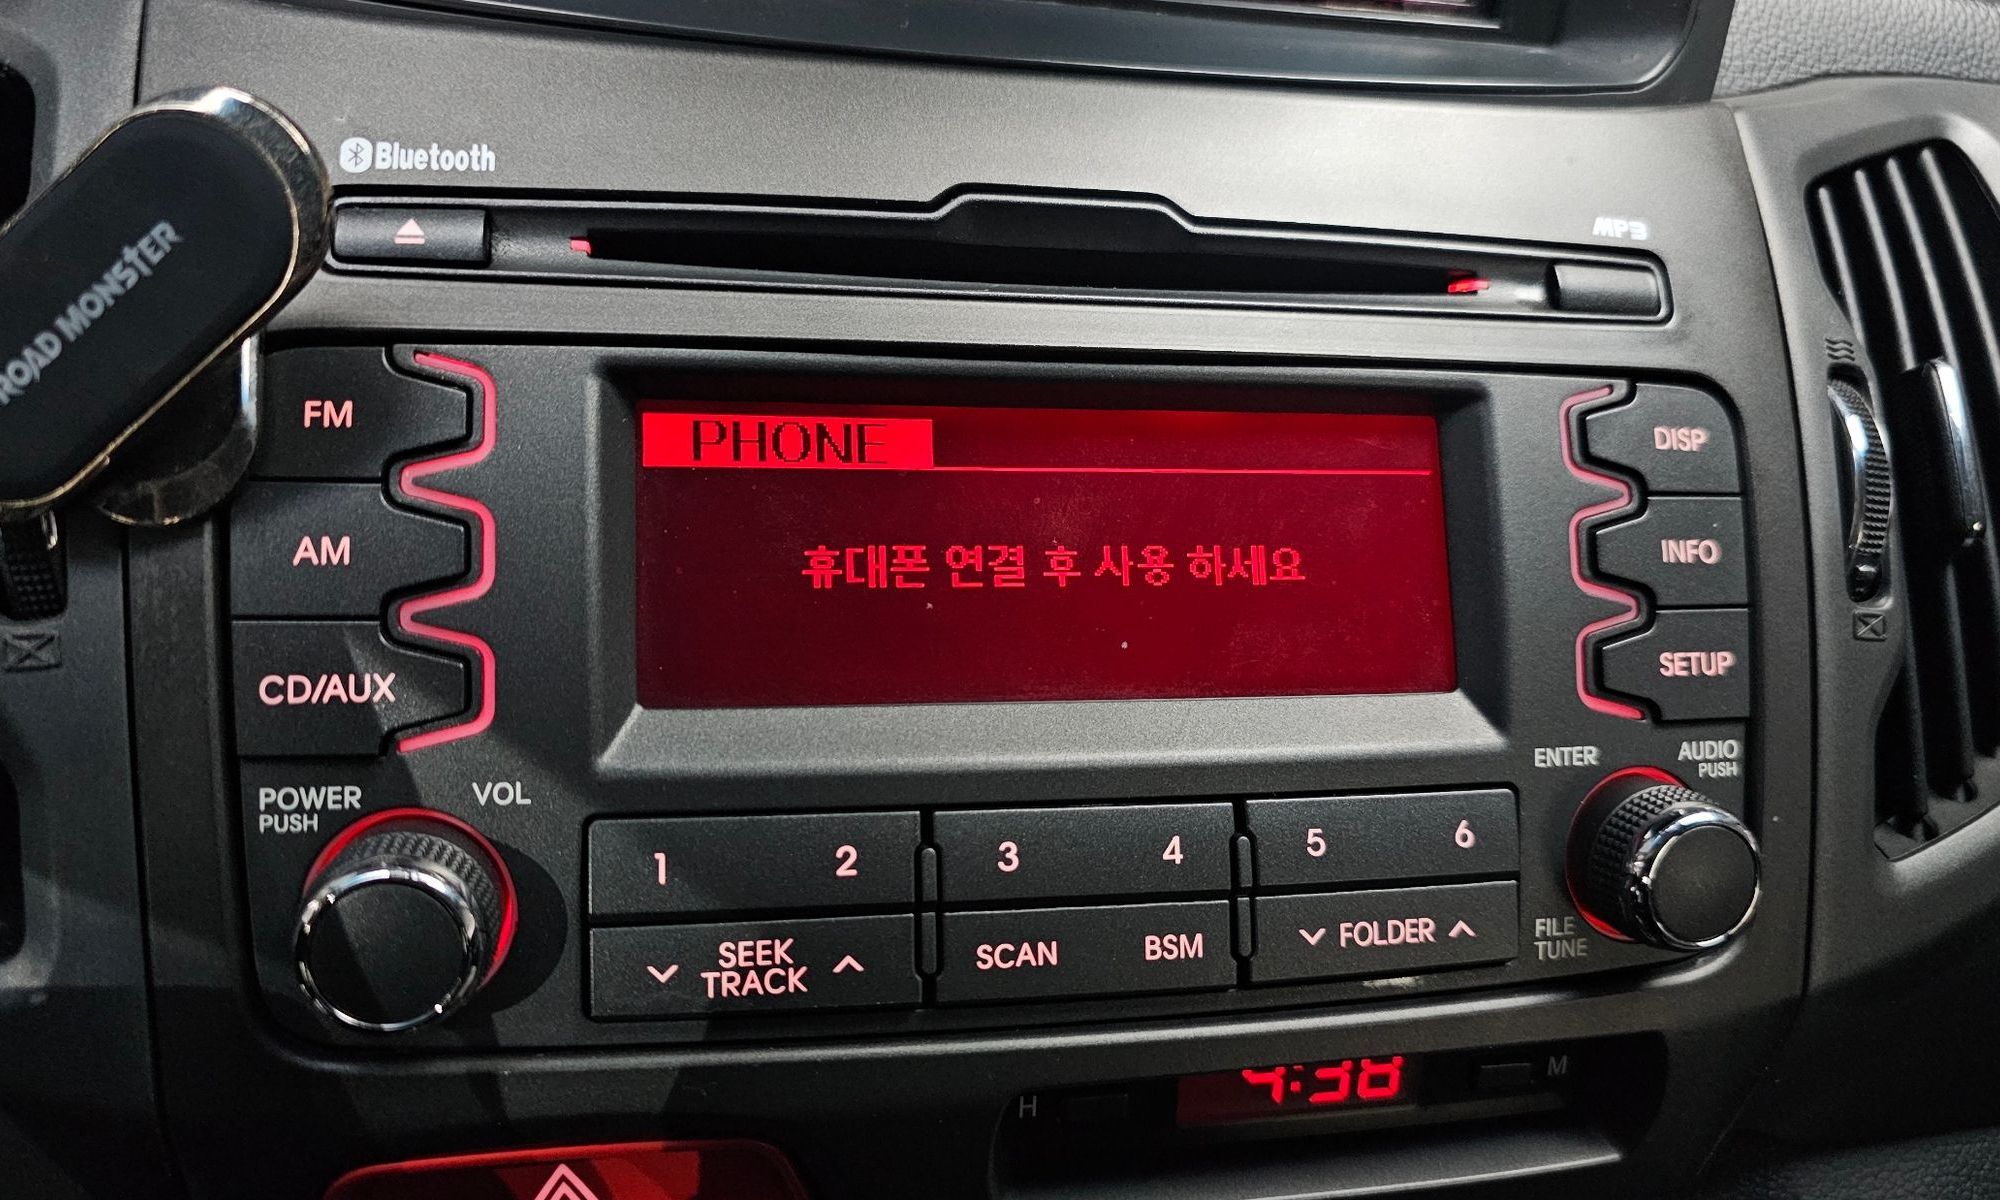 Bluetooth
MP3
ROAD MONSTER
FM
AM
CD/AUX
PHONE
휴대폰 연결 후 사용 하세요
DISP
INFO
SETUP
POWER
PUSH
VOL
ENTER
AUDIO
PUSH
1 2 3 4 5 6
SEEK
TRACK
SCAN
BSM
FOLDER
FILE
TUNE
H
4:38
M